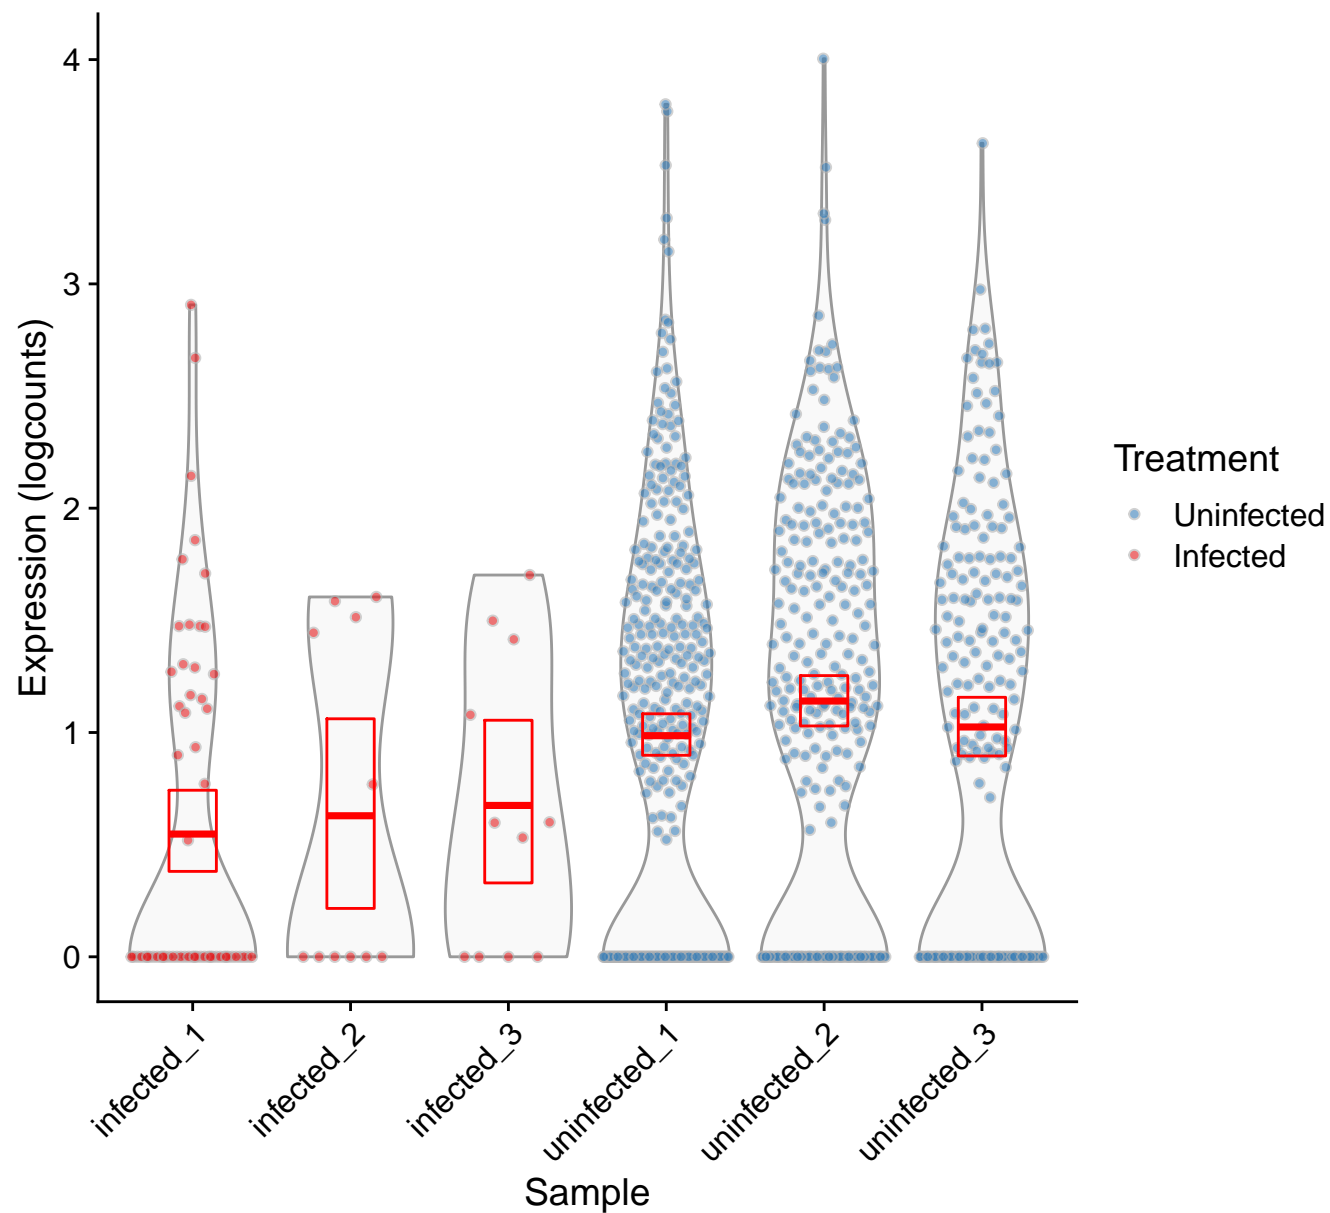 4
3
2
1
0
Expression (logcounts)
infected_1
infected_2
infected_3
uninfected_1
uninfected_2
uninfected_3
Sample
Treatment
Uninfected
Infected